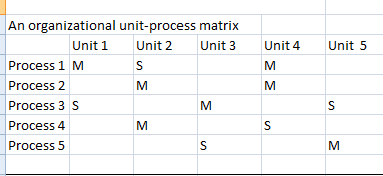 An organizational unit-process matrix
Unit 1 Unit 2 Unit 3 Unit 4 Unit 5
Process 1 M S M
Process 2 M M
Process 3 S M S
Process 4 M S
Process 5 S M